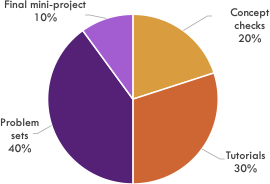 Final mini-project
10%
Concept
checks
20%
Problem
sets
40%
Tutorials
30%